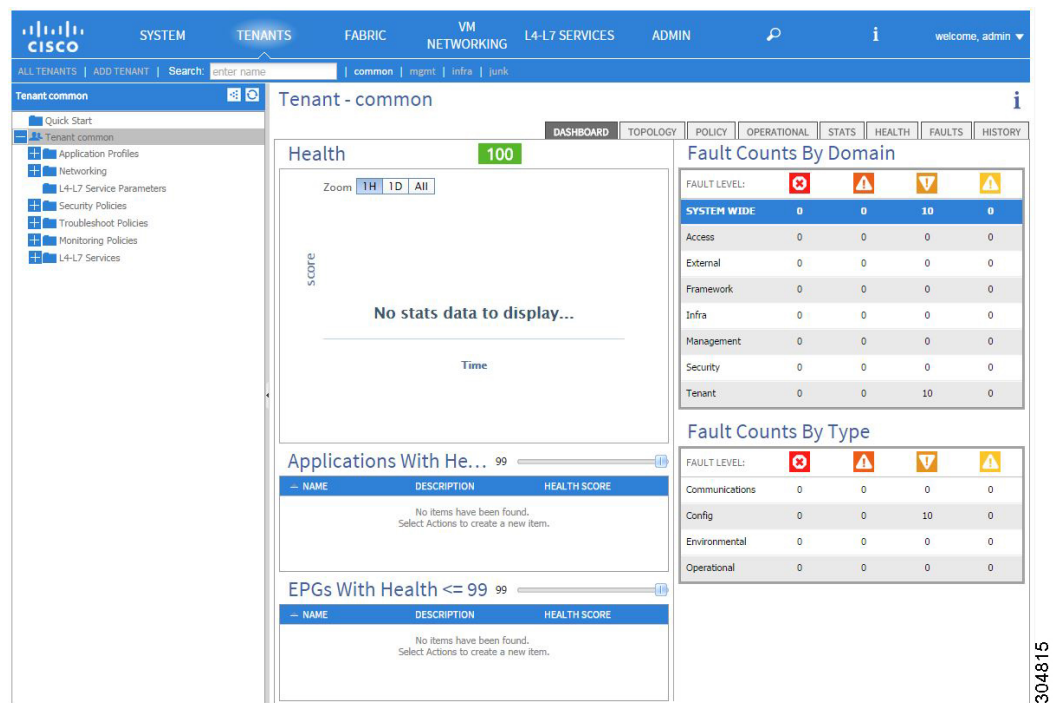 CISCO
SYSTEM
TENANTS
FABRIC
VM
NETWORKING
L4-L7 SERVICES
ADMIN
i
welcome, admin
ALL TENANTS | ADD TENANT | Search: enter name | common | mgmt | infra | junk
Tenant common
Quick Start
Tenant common
Application Profiles
Networking
L4-L7 Service Parameters
Security Policies
Troubleshoot Policies
Monitoring Policies
L4-L7 Services
Tenant - common
i
DASHBOARD TOPOLOGY POLICY OPERATIONAL STATS HEALTH FAULTS HISTORY
Health 100
Zoom 1H 1D All
score
No stats data to display...
Time
Applications With He... 99
NAME DESCRIPTION HEALTH SCORE
No items have been found.
Select Actions to create a new item.
EPGs With Health <= 99 99
NAME DESCRIPTION HEALTH SCORE
No items have been found.
Select Actions to create a new item.
Fault Counts By Domain
FAULT LEVEL:
SYSTEM WIDE 0 0 10 0
Access 0 0 0 0
External 0 0 0 0
Framework 0 0 0 0
Infra 0 0 0 0
Management 0 0 0 0
Security 0 0 0 0
Tenant 0 0 10 0
Fault Counts By Type
FAULT LEVEL:
Communications 0 0 0 0
Config 0 0 10 0
Environmental 0 0 0 0
Operational 0 0 0 0
304815